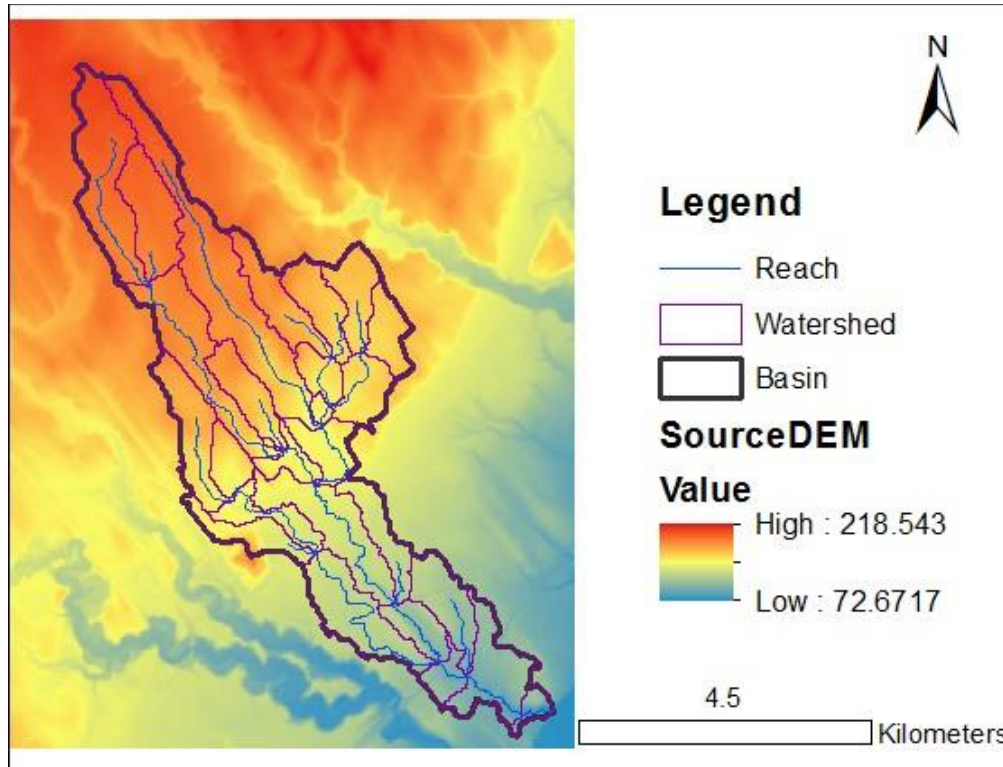 N
Legend
Reach
Watershed
Basin
SourceDEM
Value
High : 218.543
Low : 72.6717
4.5
Kilometers